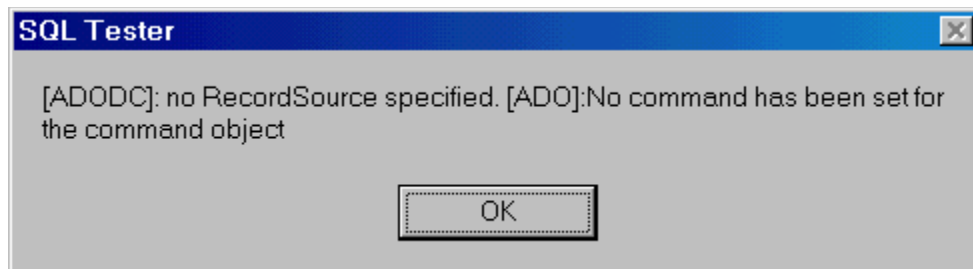 SQL Tester
[ADODC]: no RecordSource specified. [ADO]:No command has been set for
the command object
OK